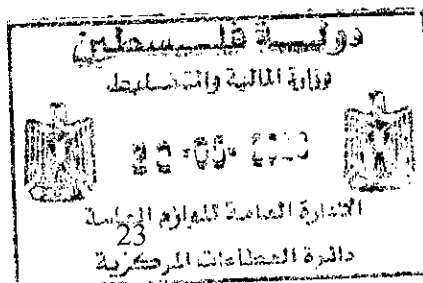 دولة فلسطين
وزارة المالية والتخطيط
الادارة العامة للوازم العامة
23
دائرة العطاءات المركزية